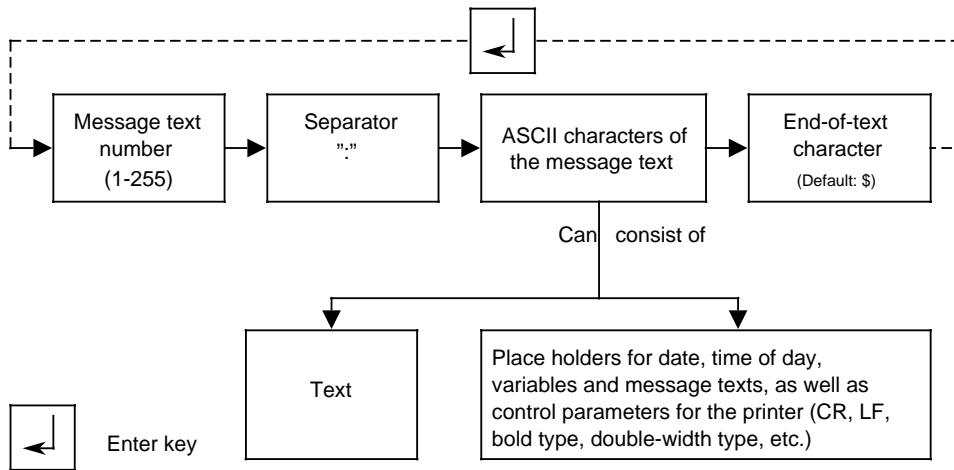 Message text
number
(1-255)
Separator
”:”
ASCII characters of
the message text
End-of-text
character
(Default: $)
Can consist of
Text
Place holders for date, time of day,
variables and message texts, as well as
control parameters for the printer (CR, LF,
bold type, double-width type, etc.)
Enter key